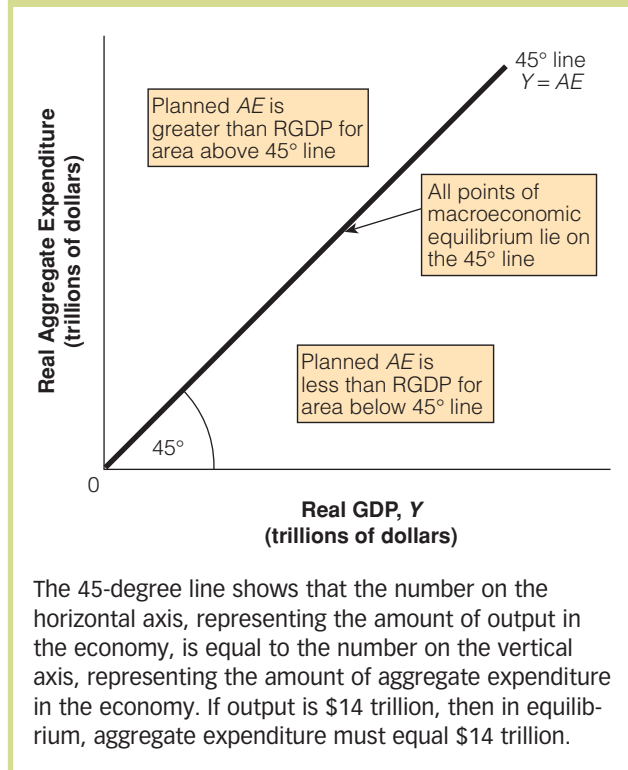 Real Aggregate Expenditure
(trillions of dollars)
45° line
Y = AE
Planned AE is
greater than RGDP for
area above 45° line
All points of
macroeconomic
equilibrium lie on
the 45° line
Planned AE is
less than RGDP for
area below 45° line
45°
0
Real GDP, Y
(trillions of dollars)
The 45-degree line shows that the number on the
horizontal axis, representing the amount of output in
the economy, is equal to the number on the vertical
axis, representing the amount of aggregate expenditure
in the economy. If output is $14 trillion, then in equilib-
rium, aggregate expenditure must equal $14 trillion.